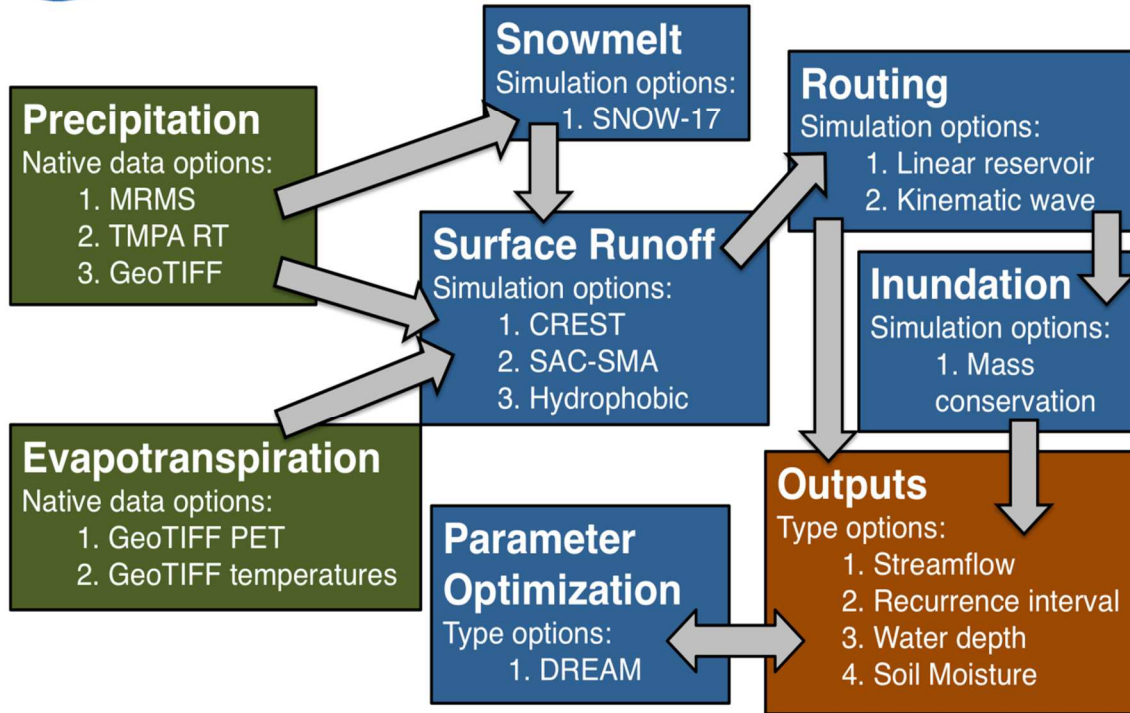 Precipitation
Native data options:
1. MRMS
2. TMPA RT
3. GeoTIFF
Evapotranspiration
Native data options:
1. GeoTIFF PET
2. GeoTIFF temperatures
Snowmelt
Simulation options:
1. SNOW-17
Surface Runoff
Simulation options:
1. CREST
2. SAC-SMA
3. Hydrophobic
Routing
Simulation options:
1. Linear reservoir
2. Kinematic wave
Inundation
Simulation options:
1. Mass
conservation
Parameter
Optimization
Type options:
1. DREAM
Outputs
Type options:
1. Streamflow
2. Recurrence interval
3. Water depth
4. Soil Moisture